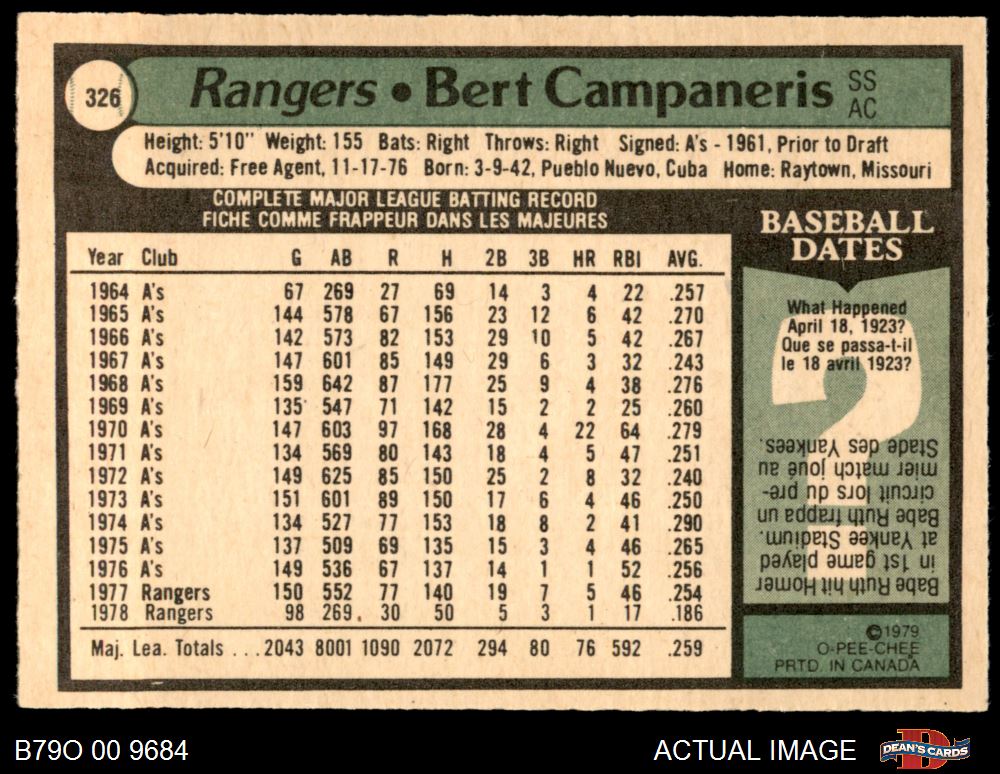 326
Rangers • Bert Campaneris SS AC
Height: 5'10" Weight: 155 Bats: Right Throws: Right Signed: A's - 1961, Prior to Draft
Acquired: Free Agent, 11-17-76 Born: 3-9-42, Pueblo Nuevo, Cuba Home: Raytown, Missouri
COMPLETE MAJOR LEAGUE BATTING RECORD
FICHE COMME FRAPPEUR DANS LES MAJEURES
Year Club G AB R H 2B 3B HR RBI AVG.
1964 A's 67 269 27 69 14 3 4 22 .257
1965 A's 144 578 67 156 23 12 6 42 .270
1966 A's 142 573 82 153 29 10 5 42 .267
1967 A's 147 601 85 149 29 6 3 32 .243
1968 A's 159 642 87 177 25 9 4 38 .276
1969 A's 135 547 71 142 15 2 2 25 .260
1970 A's 147 603 97 168 28 4 22 64 .279
1971 A's 134 569 80 143 18 4 5 47 .251
1972 A's 149 625 85 150 25 2 8 32 .240
1973 A's 151 601 89 150 17 6 4 46 .250
1974 A's 134 527 77 153 18 8 2 41 .290
1975 A's 137 509 69 135 15 3 4 46 .265
1976 A's 149 536 67 137 14 1 1 52 .256
1977 Rangers 150 552 77 140 19 7 5 46 .254
1978 Rangers 98 269. 30 50 5 3 1 17 .186
Maj. Lea. Totals ... 2043 8001 1090 2072 294 80 76 592 .259
BASEBALL
DATES
What Happened
April 18, 1923?
Que se passa-t-il
le 18 avril 1923?
Babe Ruth hit Homer
in 1st game played
at Yankee Stadium.
Babe Ruth frappa un
circuit lors du pre-
mier match joué au
Stade des Yankees.
©1979
O-PEE-CHEE
PRTD. IN CANADA
B79O 00 9684
ACTUAL IMAGE
DEAN'S CARDS